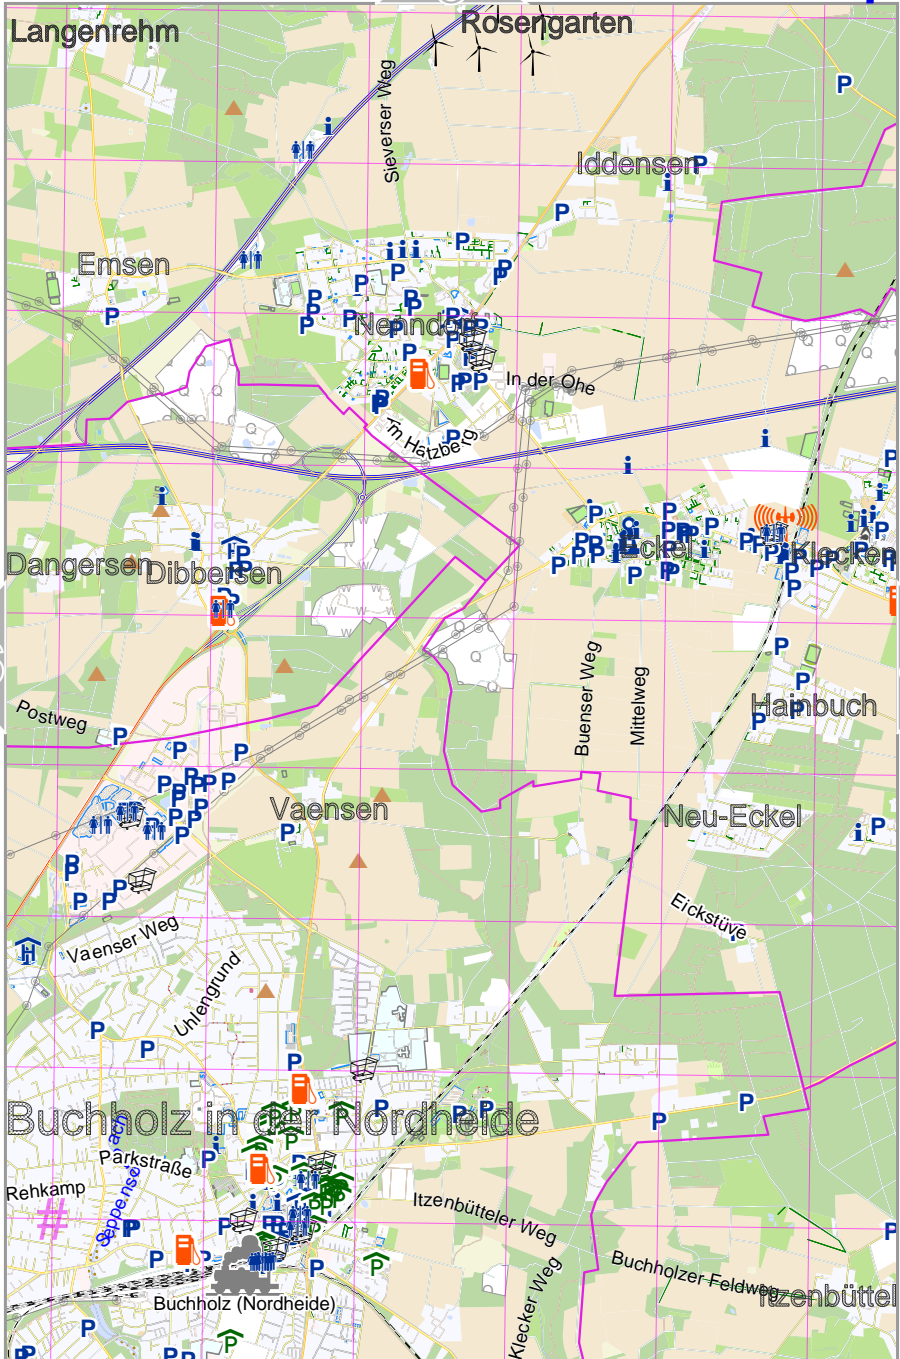 Langenrehm
Rosengarten
Sieverser Weg
Iddensen
Emsen
Nenndorf
In der Ohe
Im Hatzberg
Eckel
Klecken
Dangersen
Dibbersen
Buenser Weg
Mittelweg
Postweg
Hainbuch
Vaensen
Neu-Eckel
Eickstüve
Vaenser Weg
Uhlengrund
Buchholz in der Nordheide
Parkstraße
Rehkamp
Itzenbütteler Weg
Klecker Weg
Buchholzer Feldweg
Itzenbüttel
Buchholz (Nordheide)